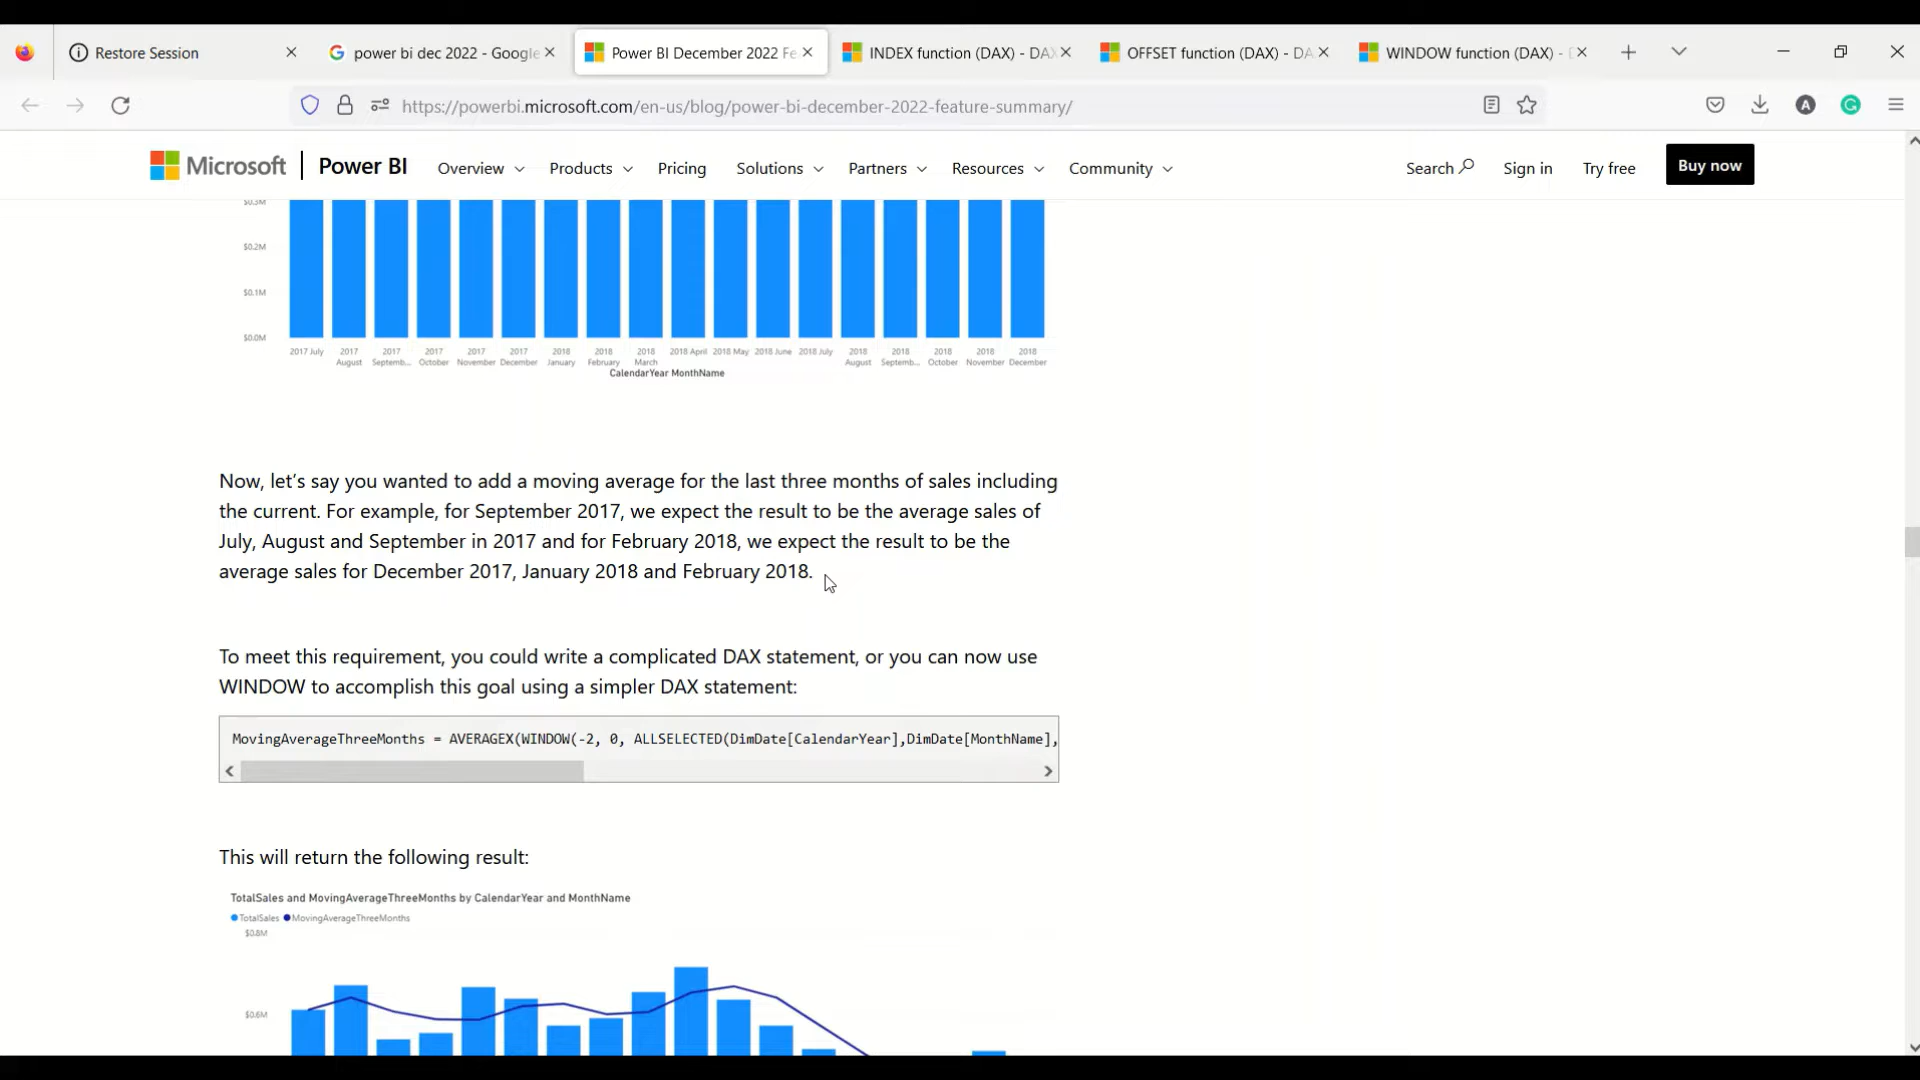 Restore Session
power bi dec 2022 - Google
Power BI December 2022 Fe
INDEX function (DAX) - DAX
OFFSET function (DAX) - DA
WINDOW function (DAX) - D
https://powerbi.microsoft.com/en-us/blog/power-bi-december-2022-feature-summary/
A
G
Microsoft
Power BI
Overview
Products
Pricing
Solutions
Partners
Resources
Community
Search
Sign in
Try free
Buy now
$0.3M
$0.2M
$0.1M
$0.0M
2017 July
2017 August
2017 Septemb...
2017 October
2017 November
2017 December
2018 January
2018 February
2018 March
2018 April
2018 May
2018 June
2018 July
2018 August
2018 Septemb...
2018 October
2018 November
2018 December
CalendarYear MonthName
Now, let's say you wanted to add a moving average for the last three months of sales including
the current. For example, for September 2017, we expect the result to be the average sales of
July, August and September in 2017 and for February 2018, we expect the result to be the
average sales for December 2017, January 2018 and February 2018.
To meet this requirement, you could write a complicated DAX statement, or you can now use
WINDOW to accomplish this goal using a simpler DAX statement:
MovingAverageThreeMonths = AVERAGEX(WINDOW(-2, 0, ALLSELECTED(DimDate[CalendarYear],DimDate[MonthName],
This will return the following result:
TotalSales and MovingAverageThreeMonths by CalendarYear and MonthName
TotalSales MovingAverageThreeMonths
$0.8M
$0.6M